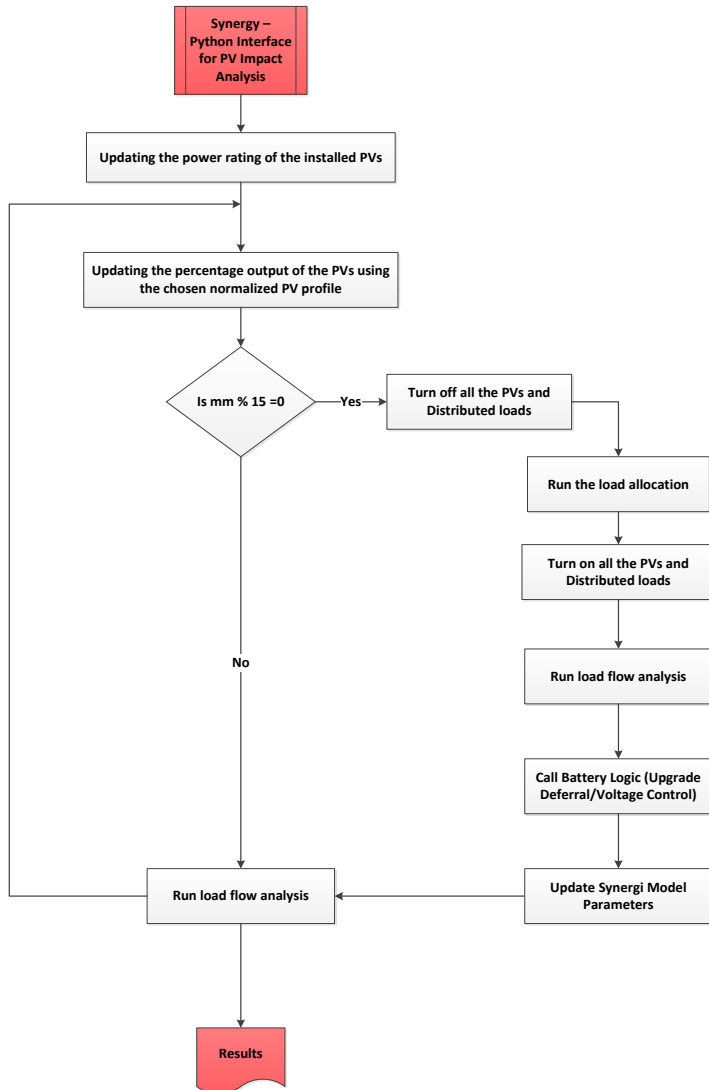 Synergy –
Python Interface
for PV Impact
Analysis
Updating the power rating of the installed PVs
Updating the percentage output of the PVs using
the chosen normalized PV profile
Is mm % 15 =0
Yes
Turn off all the PVs and
Distributed loads
Run the load allocation
Turn on all the PVs and
Distributed loads
No
Run load flow analysis
Call Battery Logic (Upgrade
Deferral/Voltage Control)
Update Synergi Model
Parameters
Run load flow analysis
Results